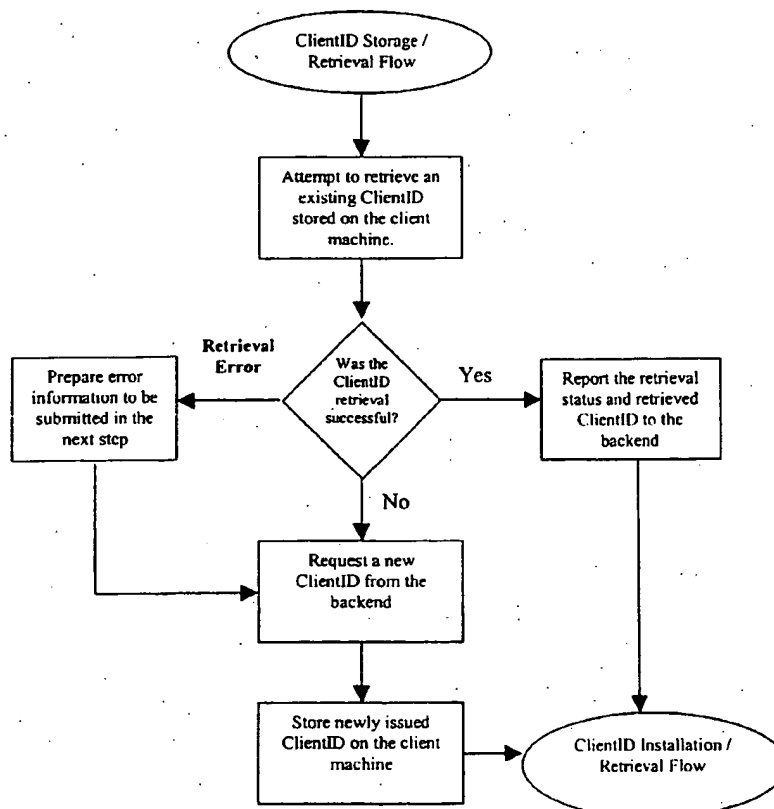 ClientID Storage /
Retrieval Flow
Attempt to retrieve an
existing ClientID
stored on the client
machine.
Retrieval
Error
Was the
ClientID
retrieval
successful?
Yes
Prepare error
information to be
submitted in the
next step
Report the retrieval
status and retrieved
ClientID to the
backend
No
Request a new
ClientID from the
backend
Store newly issued
ClientID on the client
machine
ClientID Installation /
Retrieval Flow